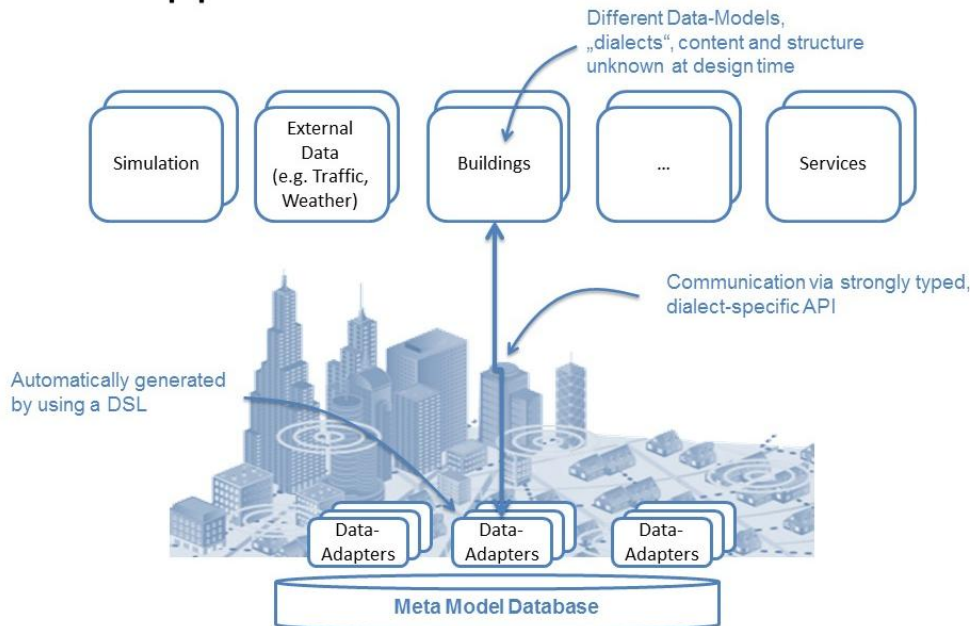 Different Data-Models,
„dialects“, content and structure
unknown at design time
Simulation
External
Data
(e.g. Traffic,
Weather)
Buildings
...
Services
Communication via strongly typed,
dialect-specific API
Automatically generated
by using a DSL
Data-
Adapters
Data-
Adapters
Data-
Adapters
Meta Model Database